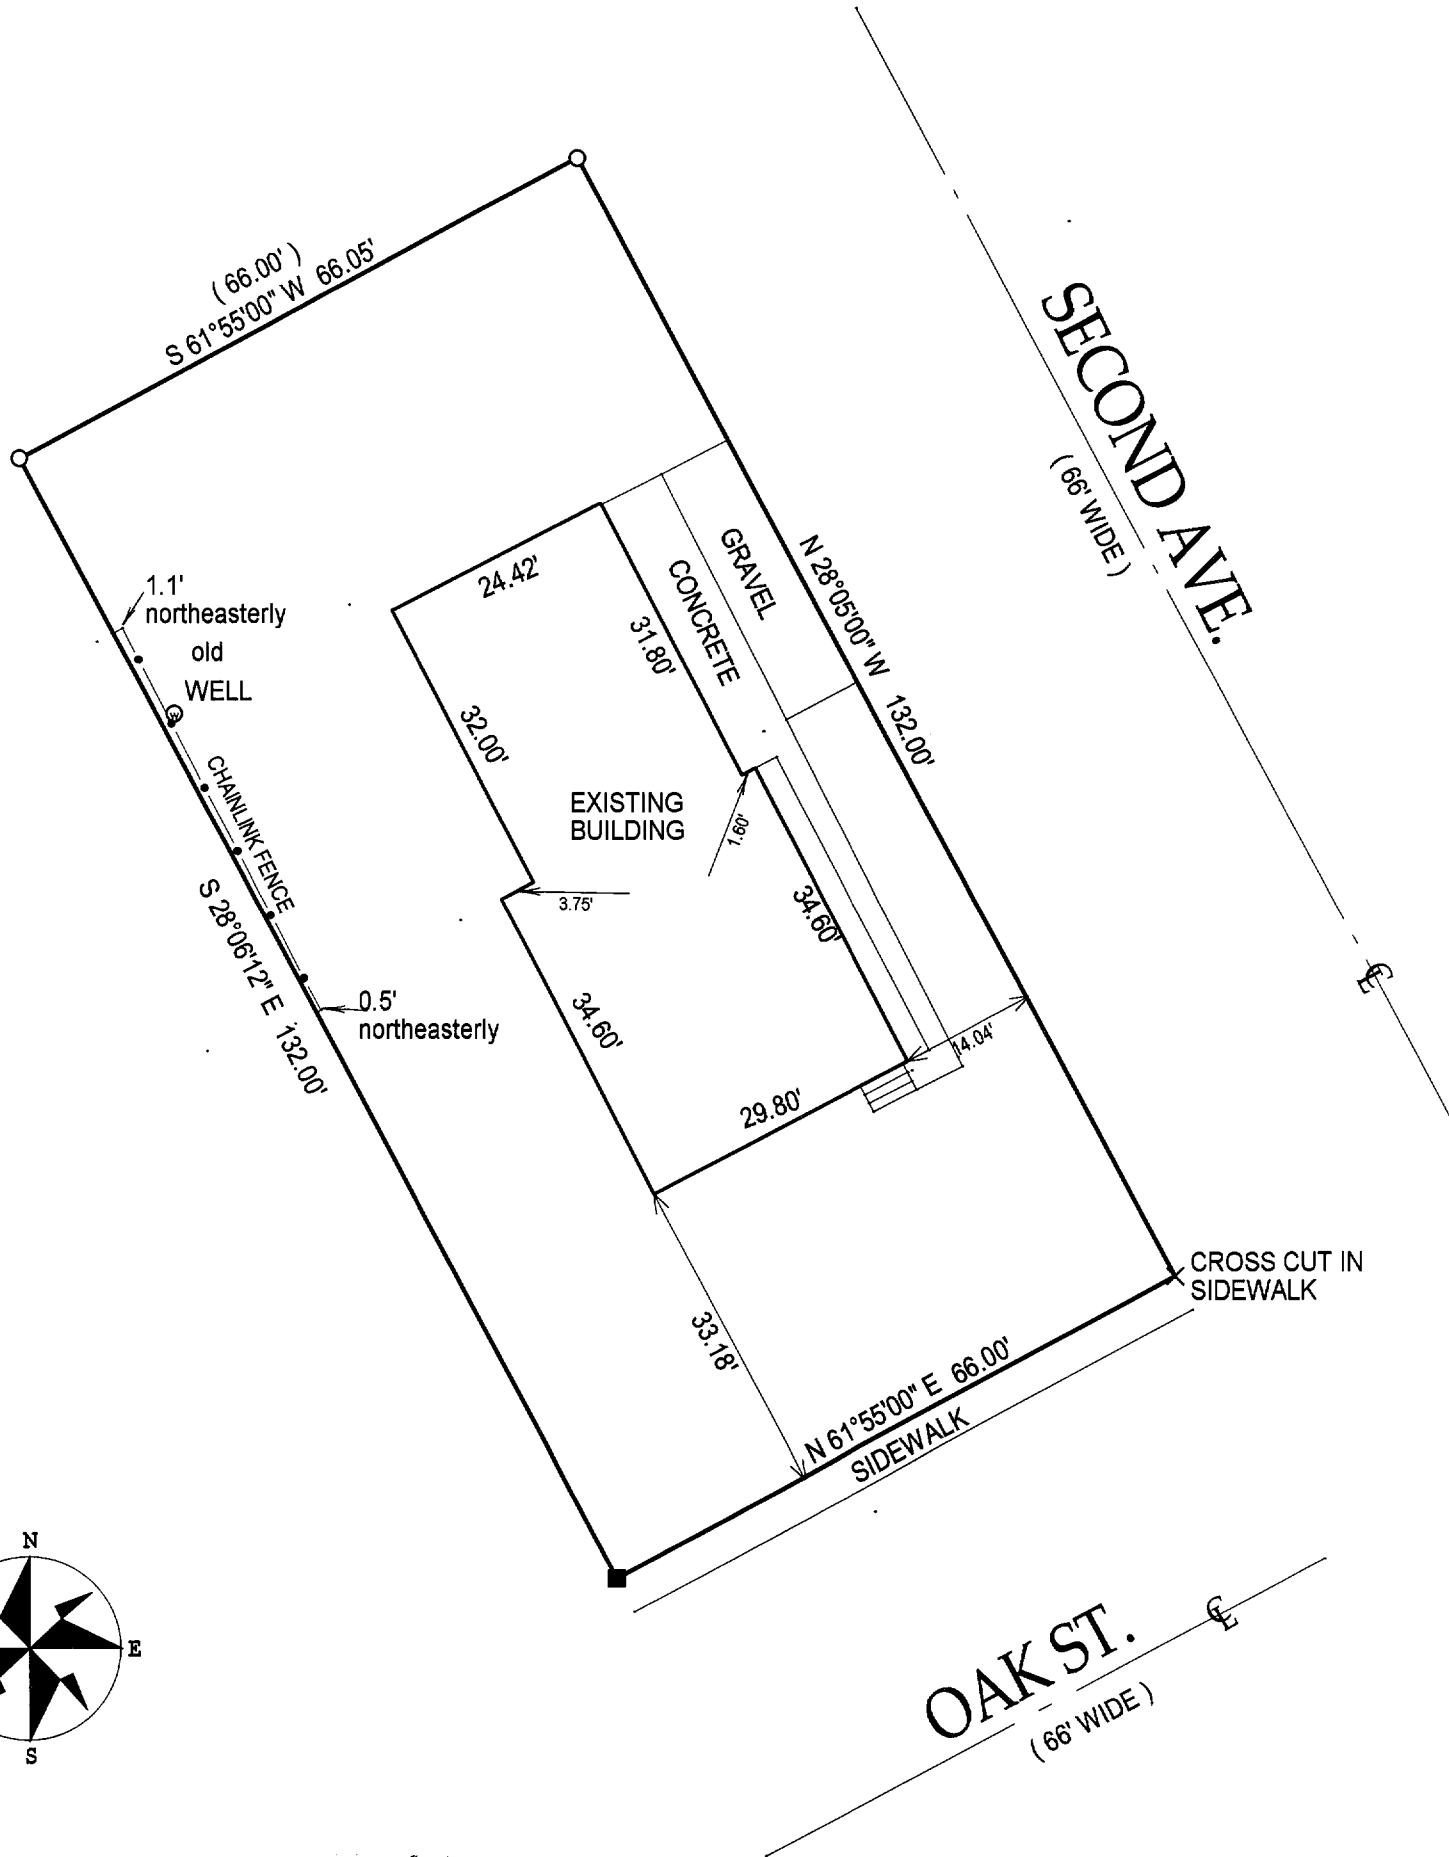 ( 66.00' )
S 61°55'00" W 66.05'
SECOND AVE.
( 66' WIDE )
GRAVEL
CONCRETE
N 28°05'00" W 132.00'
24.42'
31.80'
1.1'
northeasterly
old
WELL
W
32.00'
CHAINLINK FENCE
EXISTING
BUILDING
1.60'
3.75'
34.60'
S 28°06'12" E 132.00'
0.5'
northeasterly
34.60'
14.04'
29.80'
CL
CROSS CUT IN
SIDEWALK
33.18'
N 61°55'00" E 66.00'
SIDEWALK
N
E
S
OAK ST.
CL
( 66' WIDE )